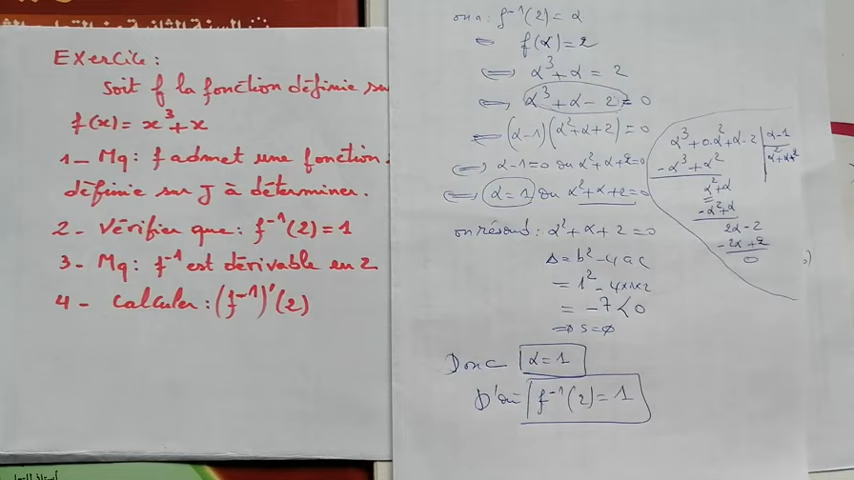 Exercice:
soit f la fonction définie su
f(x) = x³+x
1- Mq: f admet une fonction
définie sur J à déterminer.
2- Vérifier que: f⁻¹(2)=1
3- Mq: f⁻¹ est dérivable en 2
4- calculer: (f⁻¹)'(2)
on a: f⁻¹(2) = α
⇔ f(α)=2
⇔ α³+α = 2
⇔ α³+α-2 = 0
⇔ (α-1)(α²+α+2)=0
⇔ α-1=0 ou α²+α+2=0
⇔ α=1 ou α²+α+2=0
on résoud: α²+α+2=0
Δ= b²-4ac
= 1²-4×1×2
= -7<0
⇒ S=∅
Donc α=1
D'où f⁻¹(2)=1
α³+0.α²+α-2 | α-1
-α³+α² α²+α+2
α²+α
-α²+α
2α-2
-2α+2
0